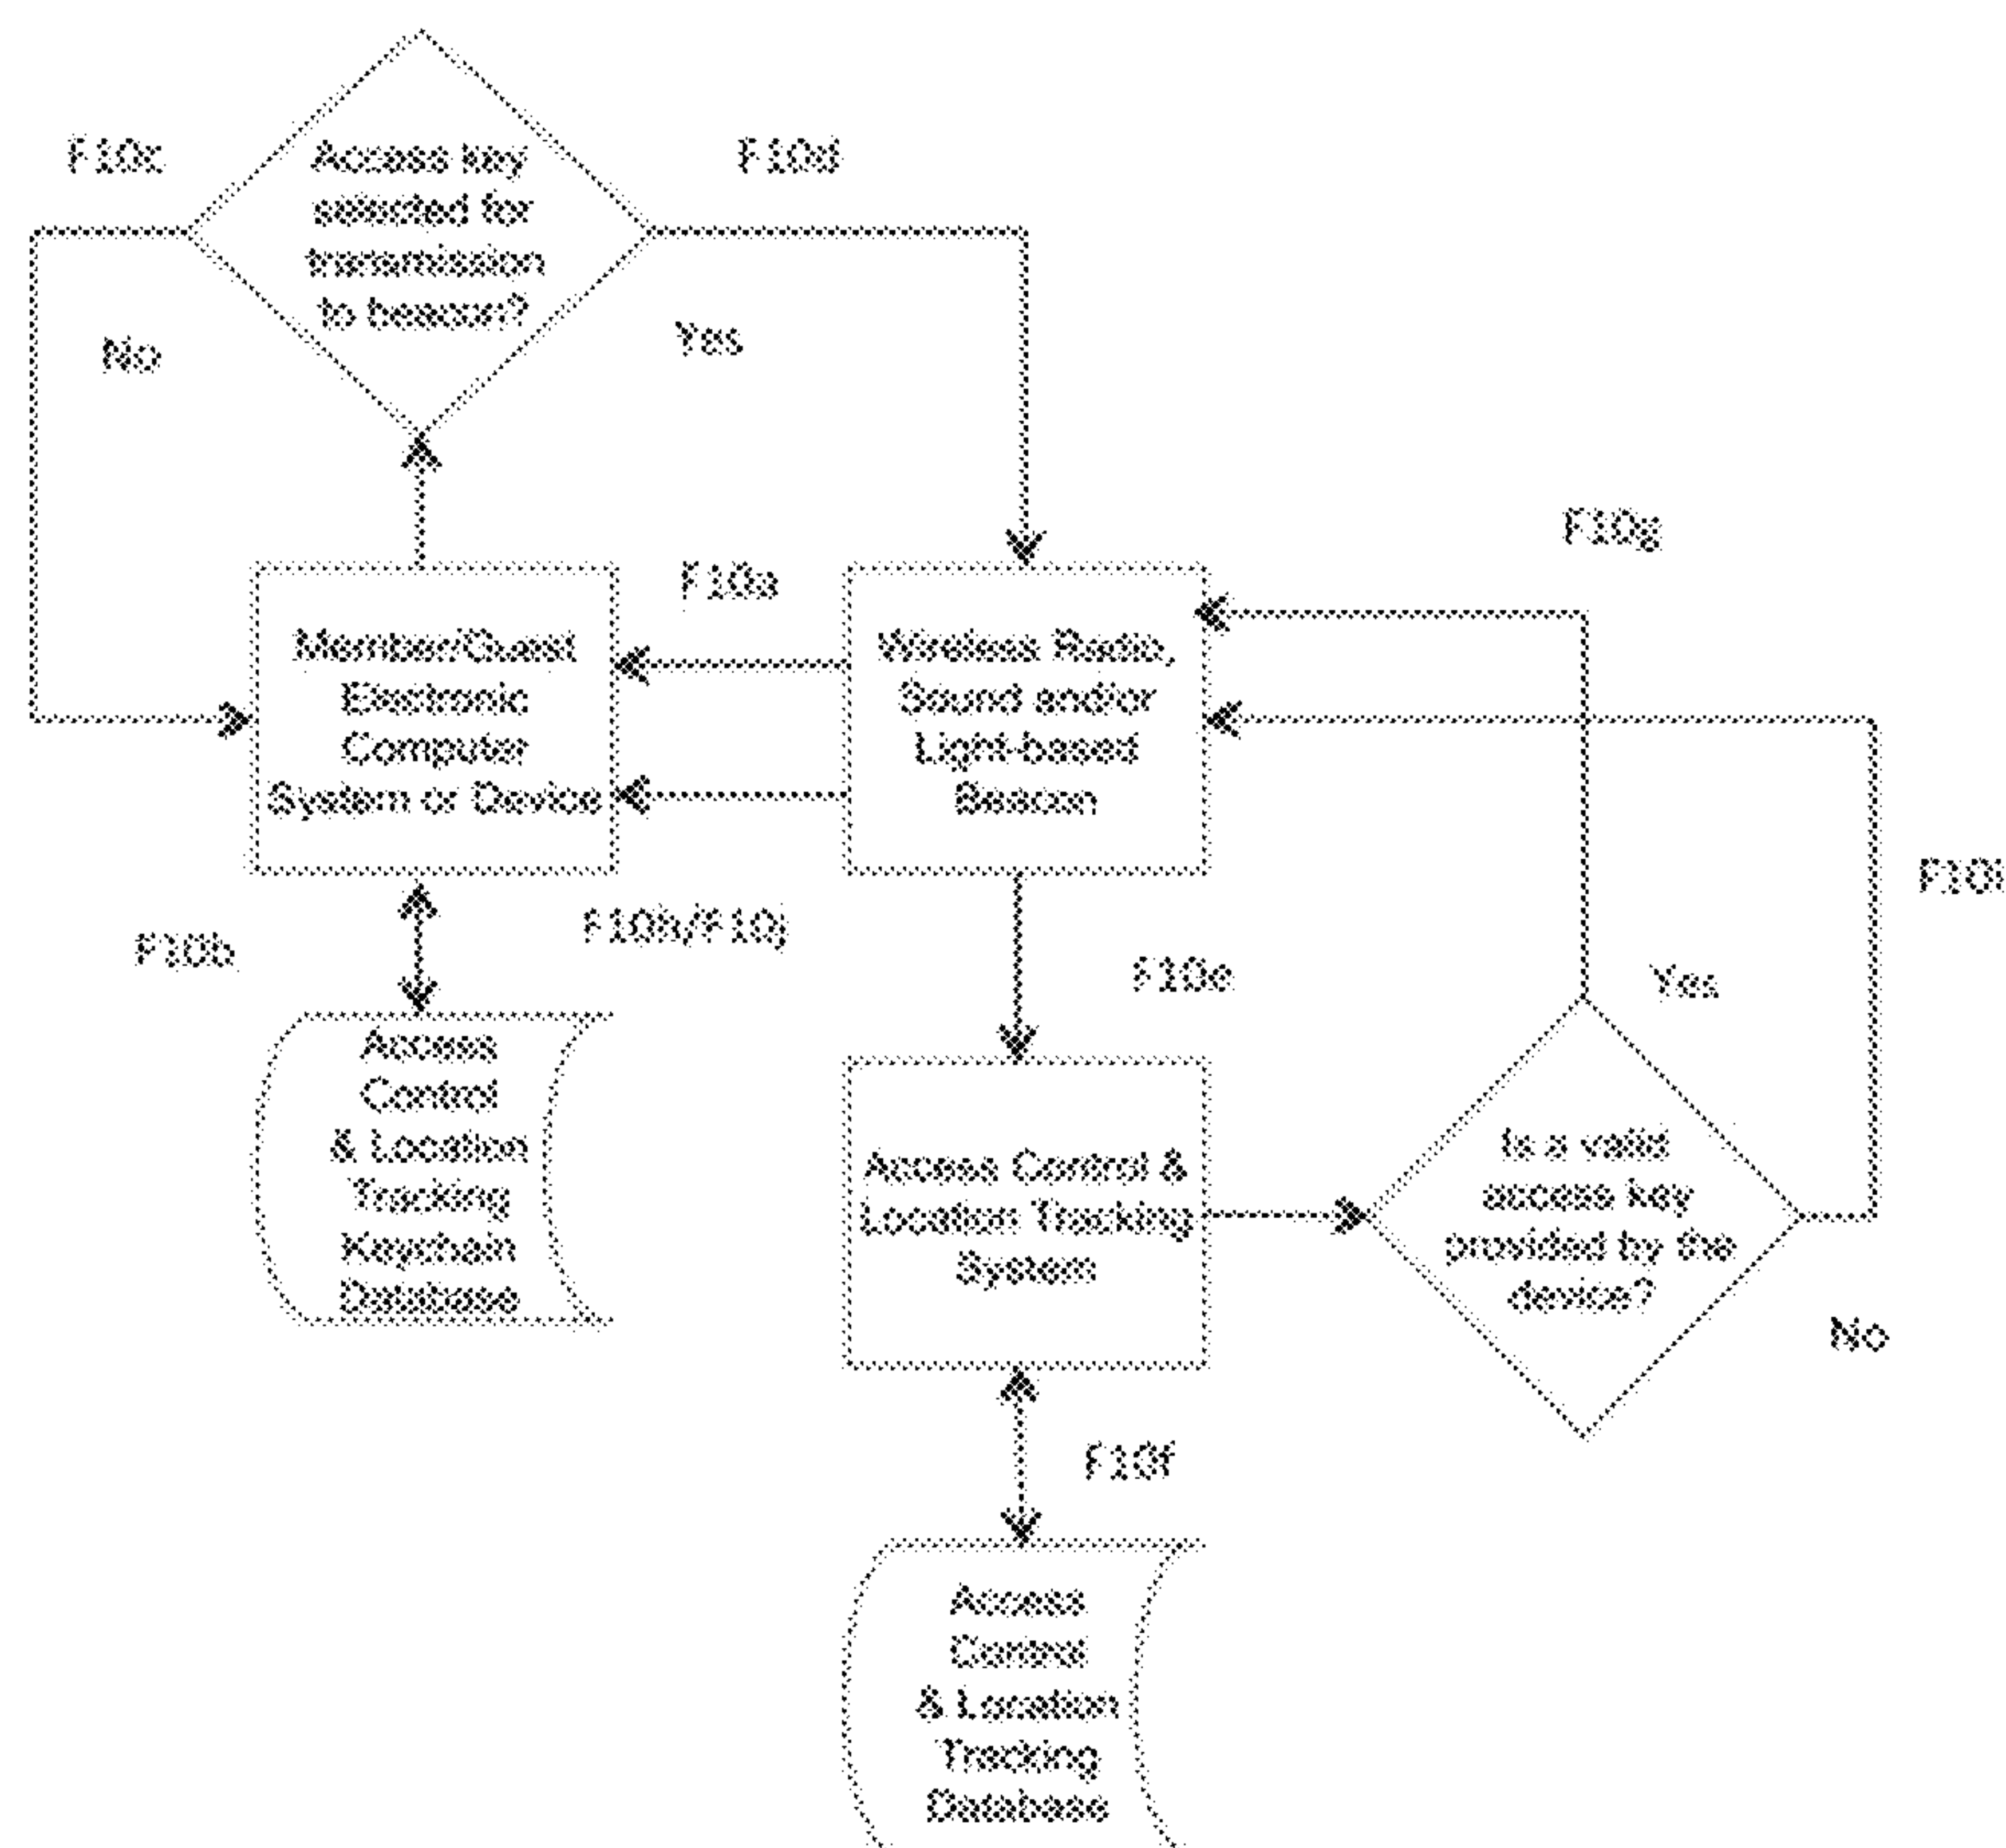 F10c
Access key
selected for
transmission
to beacon?
F10d
No
Yes
F10g
F10a
Member/Guest
Electronic
Computer
System or Device
Wireless Radio,
Sound and/or
Light-based
Beacon
F10i
F10b
F10h/F10j
F10e
Yes
Access
Control
& Location
Tracking
Keychain
Database
Access Control &
Location Tracking
System
Is a valid
access key
provided by the
device?
No
F10f
Access
Control
& Location
Tracking
Database